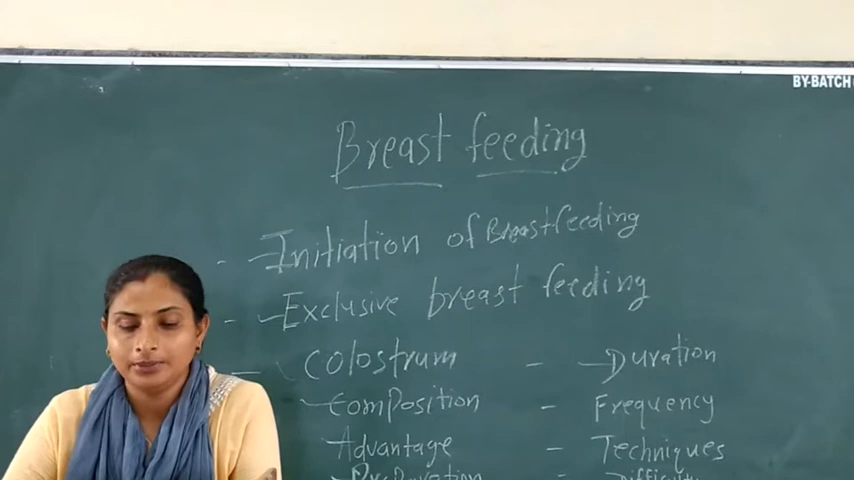 BY-BATCH
Breast feeding
- Initiation of Breastfeeding
- Exclusive breast feeding
- Colostrum - Duration
- Composition - Frequency
Advantage - Techniques